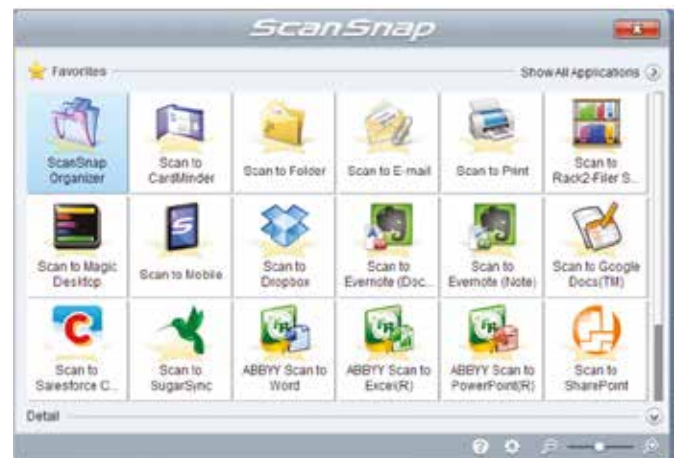 ScanSnap
Favorites
Show All Applications
ScanSnap
Organizer
Scan to
CardMinder
Scan to Folder
Scan to E-mail
Scan to Print
Scan to
Rack2-Filer S...
Scan to Magic
Desktop
Scan to Mobile
Scan to
Dropbox
Scan to
Evernote (Doc...
Scan to
Evernote (Note)
Scan to Google
Docs(TM)
Scan to
Salesforce C...
Scan to
SugarSync
ABBYY Scan to
Word
ABBYY Scan to
Excel(R)
ABBYY Scan to
PowerPoint(R)
Scan to
SharePoint
Detail